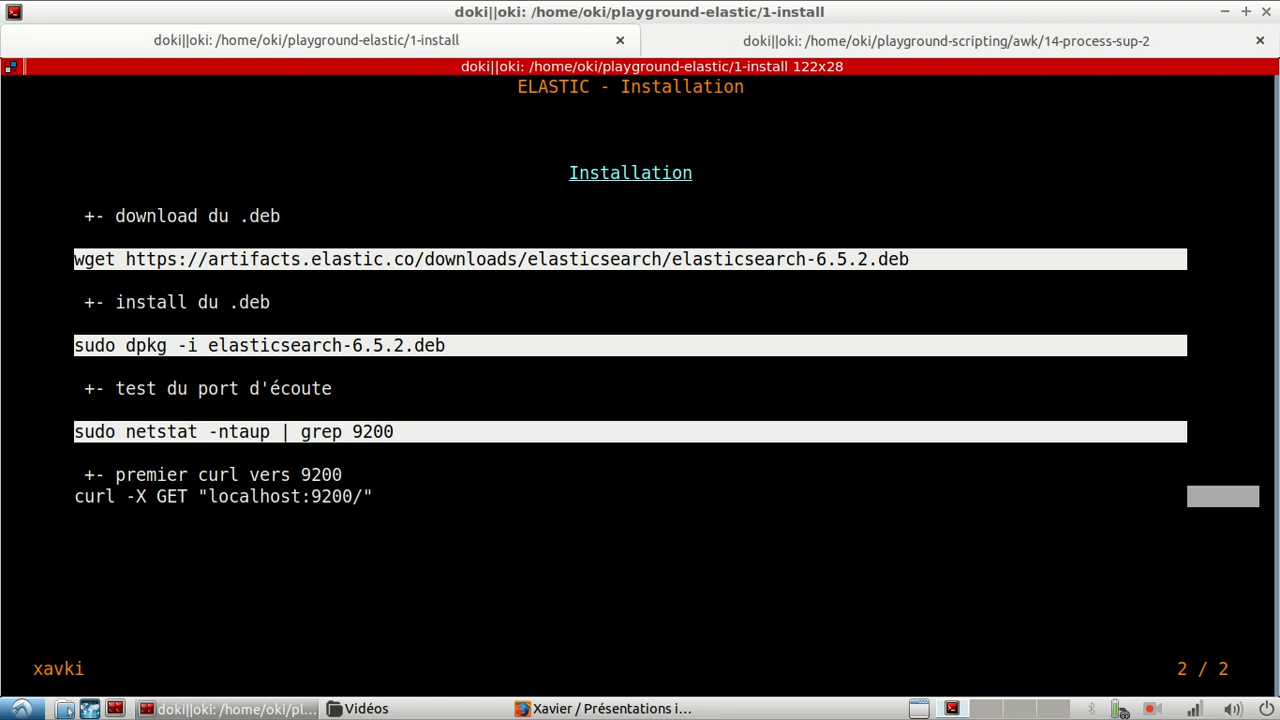 doki||oki: /home/oki/playground-elastic/1-install
doki||oki: /home/oki/playground-elastic/1-install
doki||oki: /home/oki/playground-scripting/awk/14-process-sup-2
doki||oki: /home/oki/playground-elastic/1-install 122x28
ELASTIC - Installation
Installation
+- download du .deb
wget https://artifacts.elastic.co/downloads/elasticsearch/elasticsearch-6.5.2.deb
+- install du .deb
sudo dpkg -i elasticsearch-6.5.2.deb
+- test du port d'écoute
sudo netstat -ntaup | grep 9200
+- premier curl vers 9200
curl -X GET "localhost:9200/"
xavki
2 / 2
doki||oki: /home/oki/pl...
Vidéos
Xavier / Présentations i...